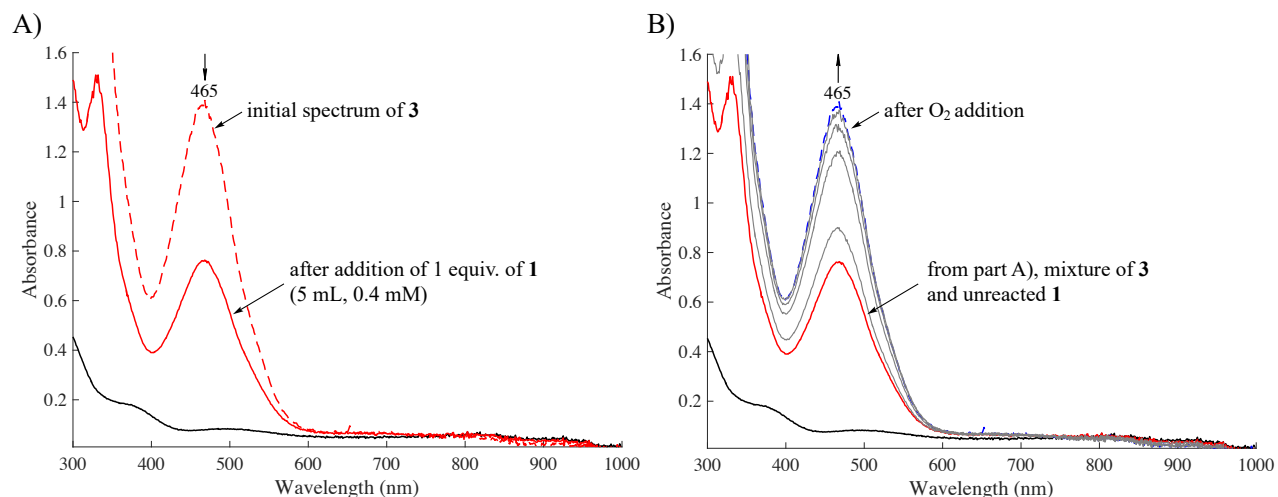 A)
1.6
1.4
1.2
1
0.8
0.6
0.4
0.2
Absorbance
465
initial spectrum of 3
after addition of 1 equiv. of 1
(5 mL, 0.4 mM)
300 400 500 600 700 800 900 1000
Wavelength (nm)
B)
1.6
1.4
1.2
1
0.8
0.6
0.4
0.2
Absorbance
465
after O₂ addition
from part A), mixture of 3
and unreacted 1
300 400 500 600 700 800 900 1000
Wavelength (nm)